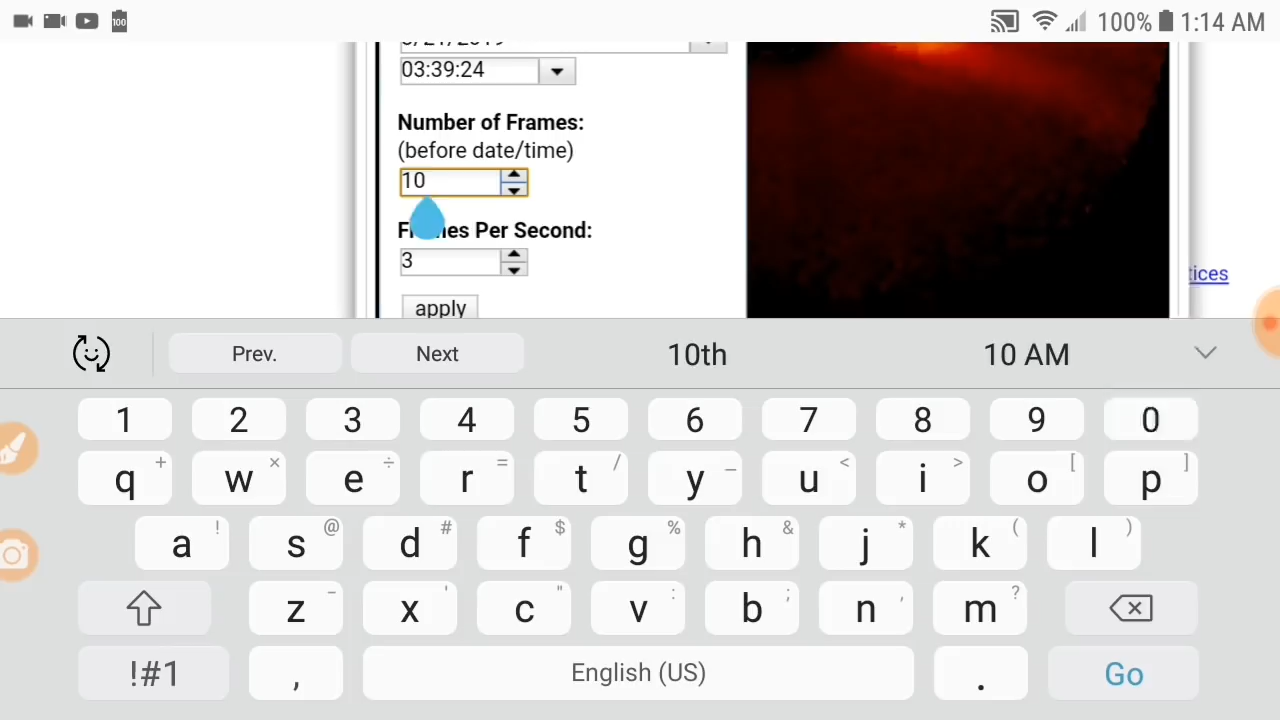 100 100% 1:14 AM
03:39:24
Number of Frames:
(before date/time)
10
Frames Per Second:
3
tices
apply
Prev. Next 10th 10 AM
1 2 3 4 5 6 7 8 9 0
q + w × e ÷ r = t / y _ u < i > o [ p ]
a ! s @ d # f $ g % h & j * k ( l )
z - x ' c " v : b ; n , m ?
!#1 , English (US) . Go